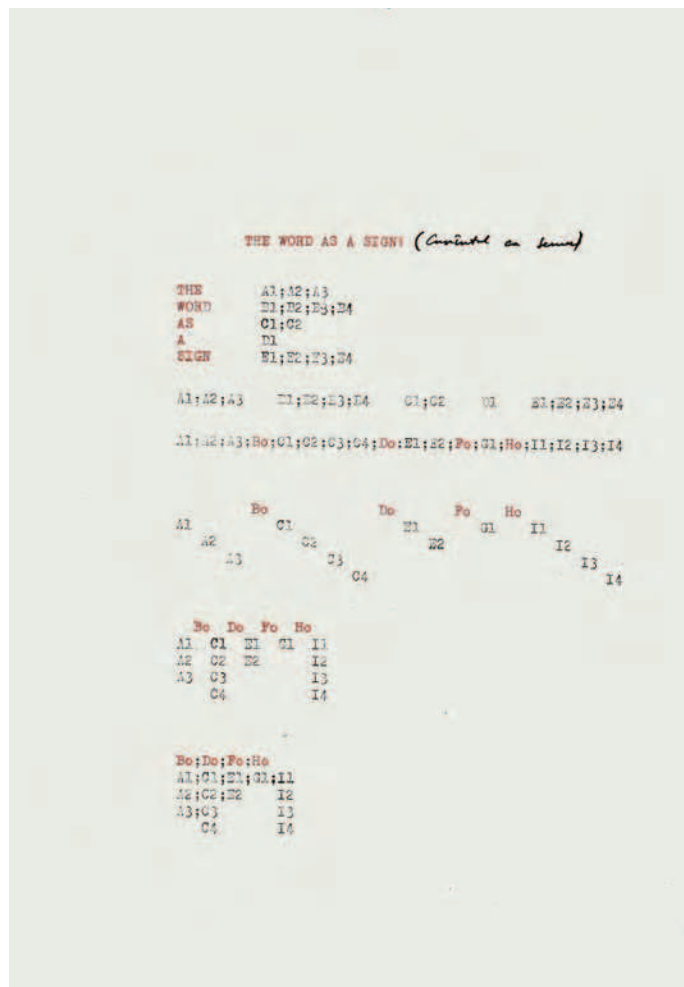 THE WORD AS A SIGN! (Cuvîntul ca semn)
THE A1;A2;A3
WORD B1;B2;B3;B4
AS C1;C2
A D1
SIGN E1;E2;E3;E4
A1;A2;A3 B1;B2;B3;B4 C1;C2 D1 E1;E2;E3;E4
A1;A2;A3;Bo;C1;C2;C3;C4;Do;E1;E2;Fo;G1;Ho;I1;I2;I3;I4
Bo Do Fo Ho
A1 C1 E1 G1 I1
A2 C2 E2 I2
A3 C3 I3
C4 I4
Bo Do Fo Ho
A1 C1 E1 G1 I1
A2 C2 E2 I2
A3 C3 I3
C4 I4
Bo;Do;Fo;Ho
A1;C1;E1;G1;I1
A2;C2;E2 I2
A3;C3 I3
C4 I4